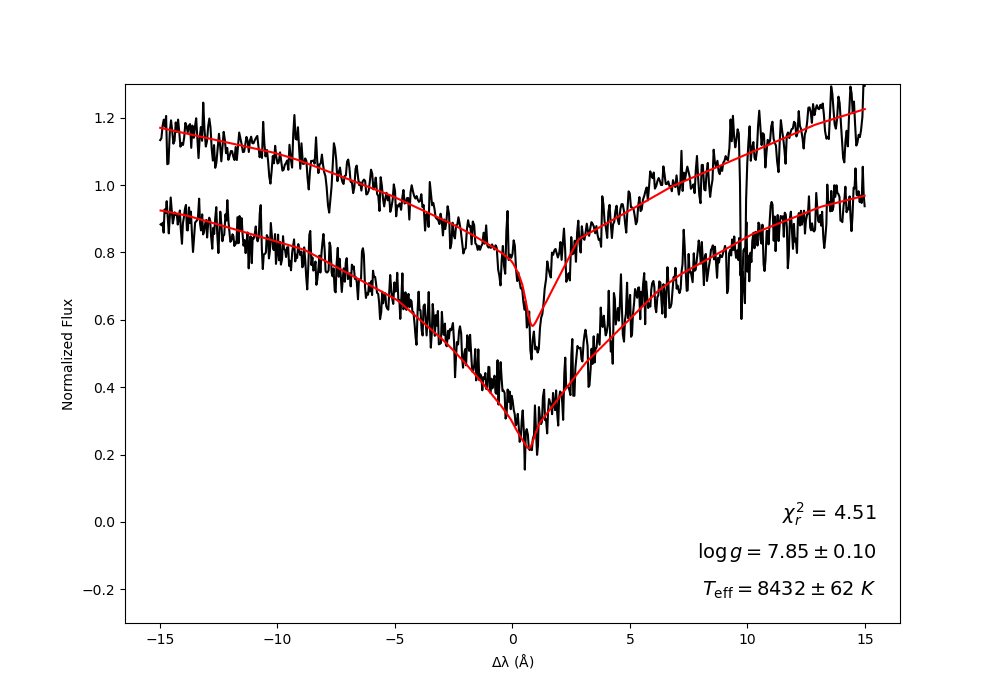 1.2
1.0
0.8
0.6
0.4
0.2
0.0
−0.2
Normalized Flux
χ²ᵣ = 4.51
log g = 7.85 ± 0.10
T_eff = 8432 ± 62 K
−15 −10 −5 0 5 10 15
Δλ (Å)